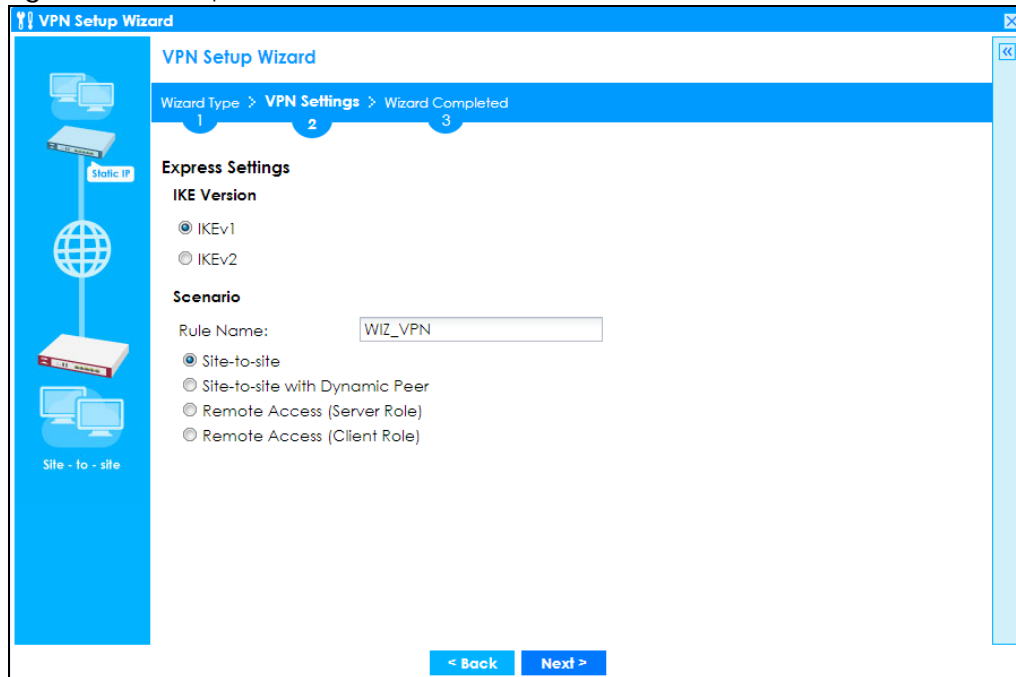 VPN Setup Wizard
VPN Setup Wizard
Wizard Type > VPN Settings > Wizard Completed
1 2 3
Static IP
Express Settings
IKE Version
IKEv1
IKEv2
Scenario
Rule Name: WIZ_VPN
Site-to-site
Site-to-site with Dynamic Peer
Remote Access (Server Role)
Remote Access (Client Role)
Site - to - site
< Back Next >